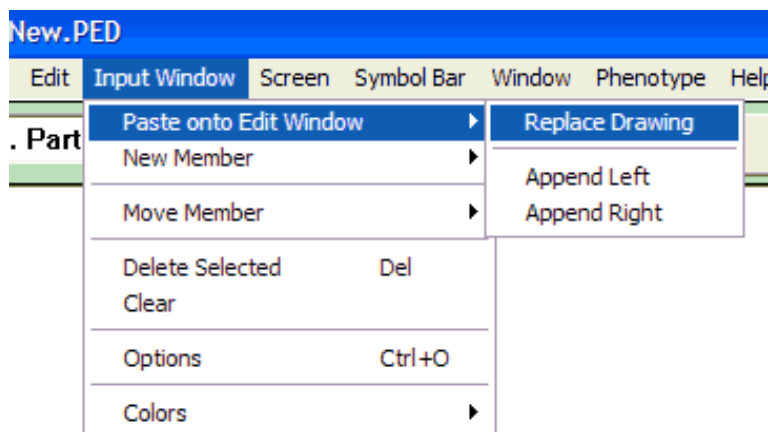 New.PED
Edit Input Window Screen Symbol Bar Window Phenotype Help
. Part
Paste onto Edit Window
New Member
Move Member
Delete Selected Del
Clear
Options Ctrl+O
Colors
Replace Drawing
Append Left
Append Right